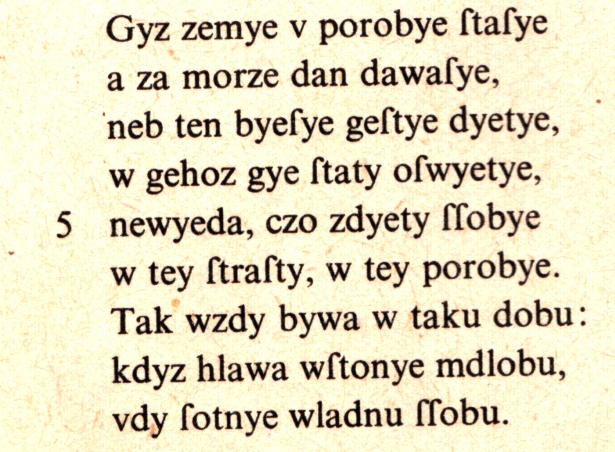 Gyz zemye v porobye ſtaſye
a za morze dan dawaſye,
neb ten byeſye geſtye dyetye,
w gehoz gye ſtaty oſwyetye,
5 newyeda, czo zdyety ſſobye
w tey ſtraſty, w tey porobye.
Tak wzdy bywa w taku dobu:
kdyz hlawa wſtonye mdlobu,
vdy ſotnye wladnu ſſobu.